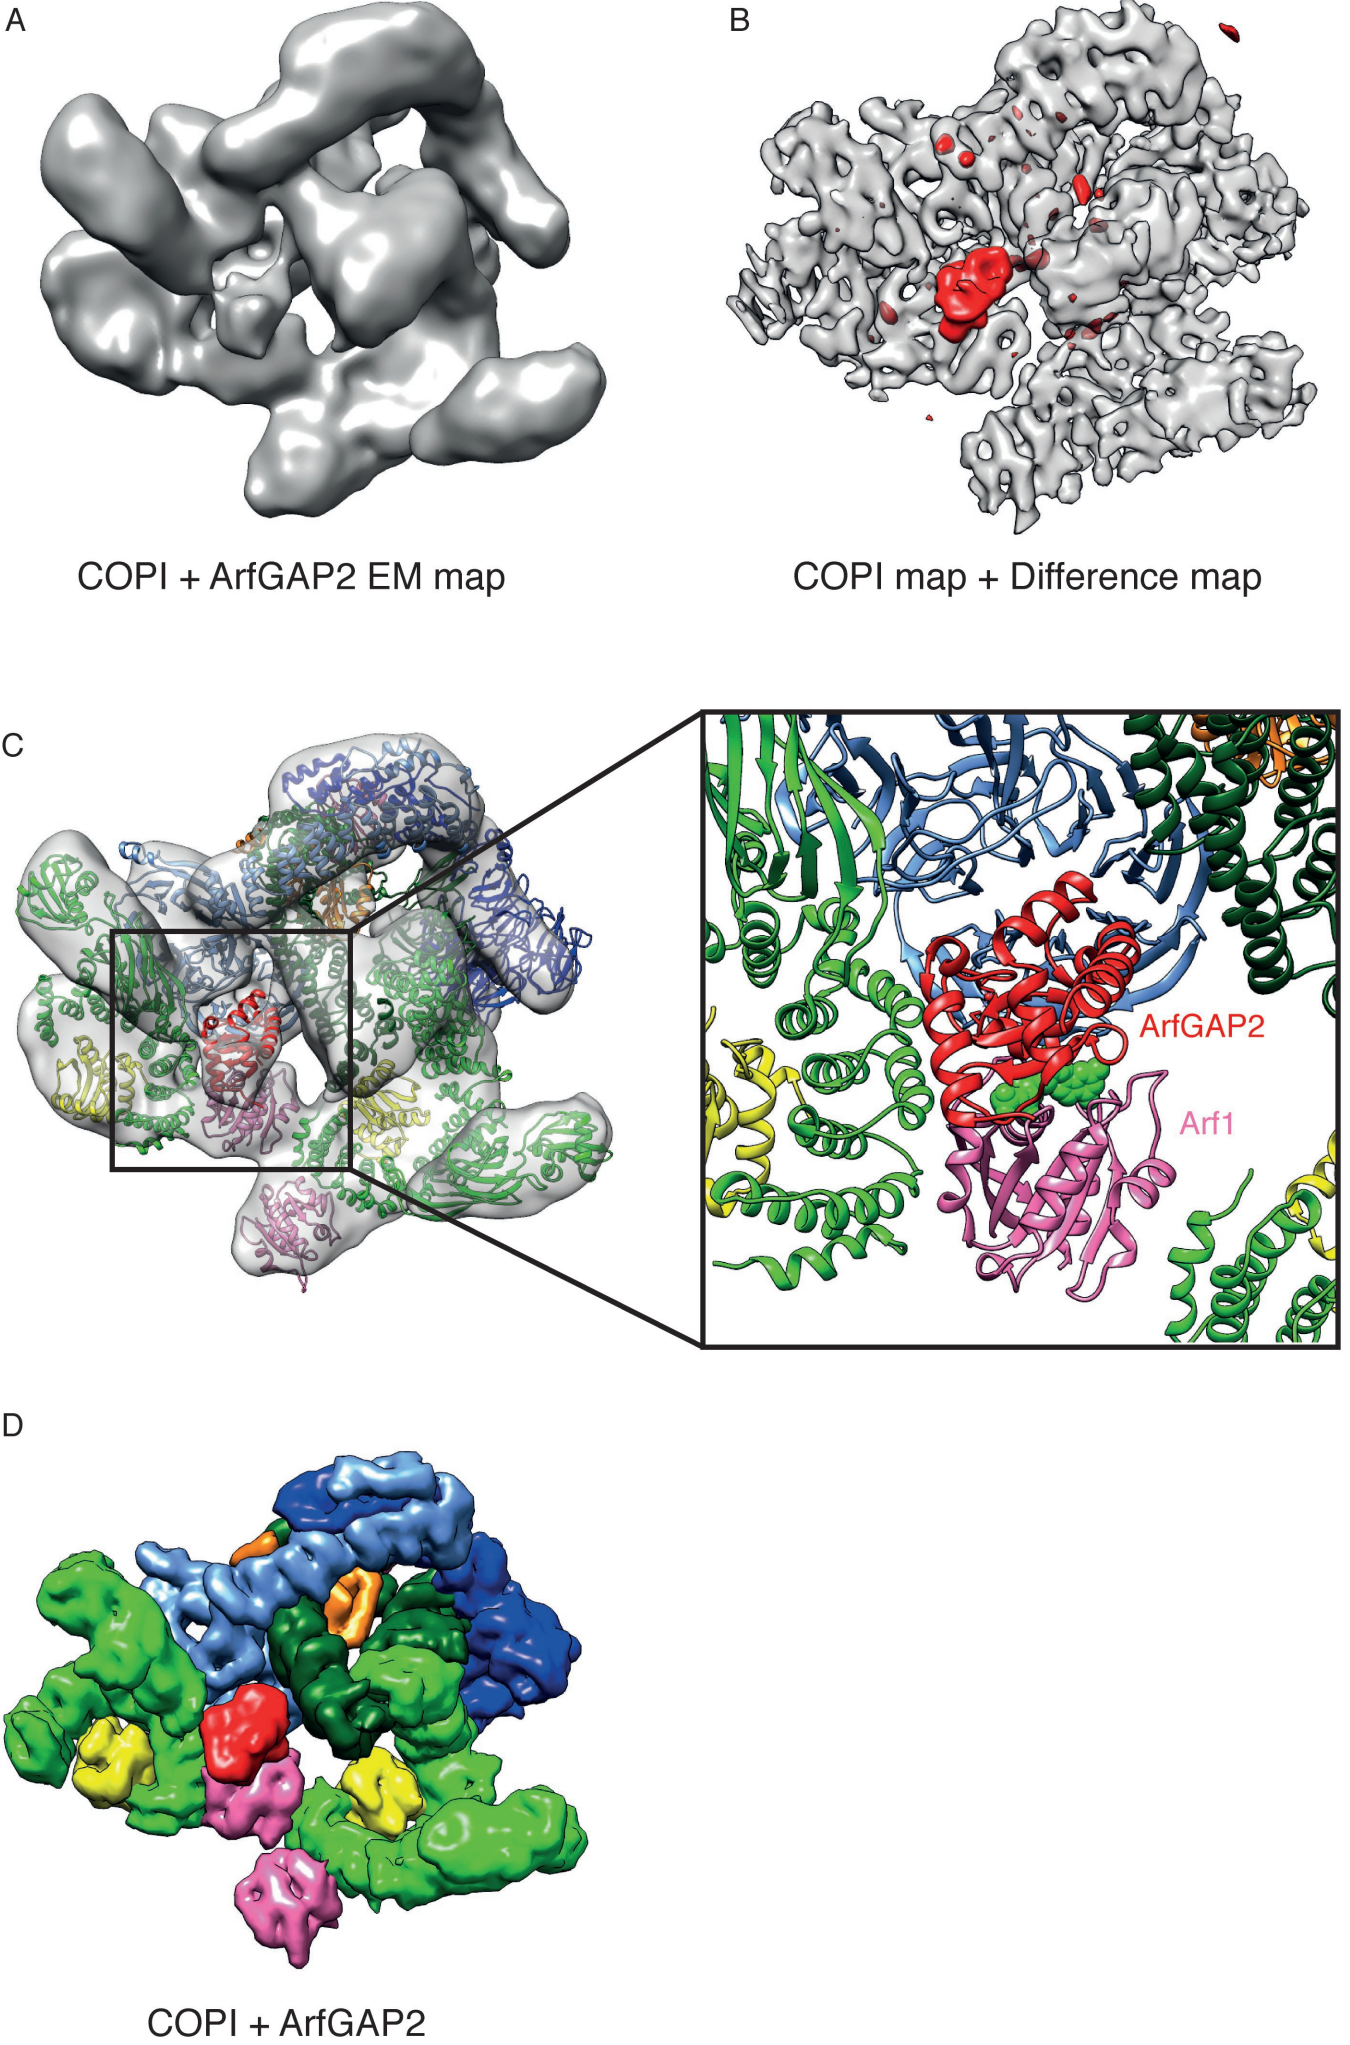 A
B
COPI + ArfGAP2 EM map
COPI map + Difference map
C
ArfGAP2
Arf1
D
COPI + ArfGAP2